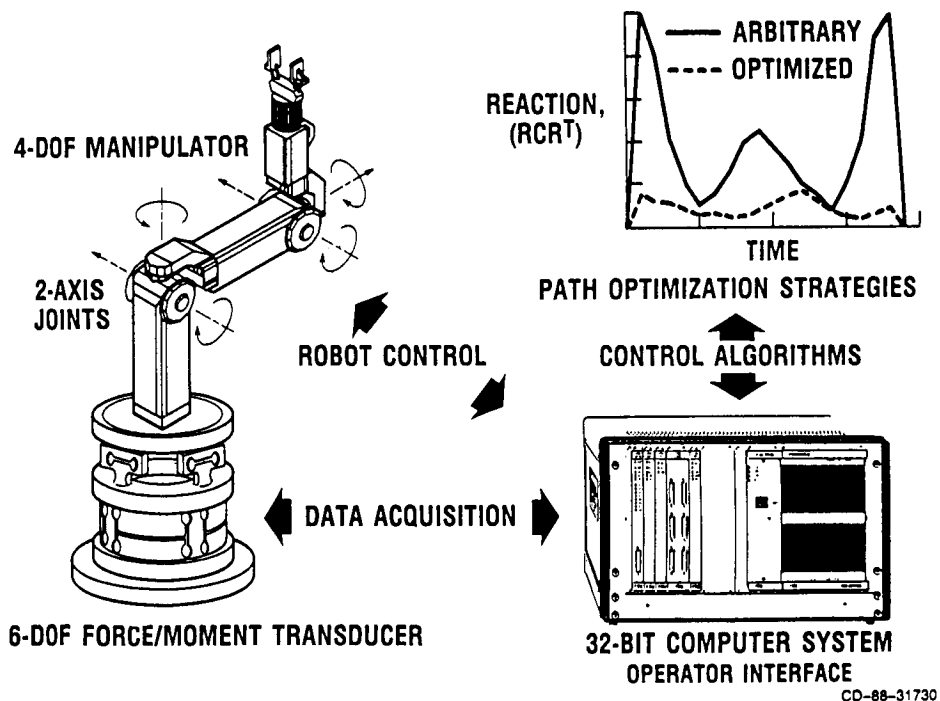 ARBITRARY
OPTIMIZED
REACTION,
(RCRᵀ)
TIME
PATH OPTIMIZATION STRATEGIES
4-DOF MANIPULATOR
2-AXIS
JOINTS
ROBOT CONTROL
CONTROL ALGORITHMS
DATA ACQUISITION
6-DOF FORCE/MOMENT TRANSDUCER
32-BIT COMPUTER SYSTEM
OPERATOR INTERFACE
CD-88-31730